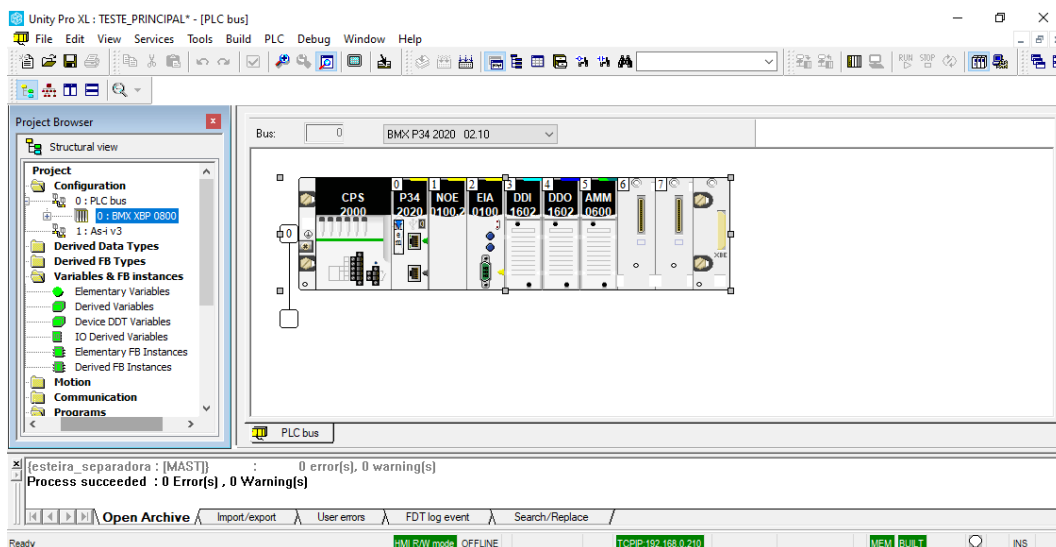 Unity Pro XL : TESTE_PRINCIPAL* - [PLC bus]
File Edit View Services Tools Build PLC Debug Window Help
RUN STOP
Project Browser
Structural view
Project
Configuration
0 : PLC bus
0 : BMX XBP 0800
1 : As-i v3
Derived Data Types
Derived FB Types
Variables & FB instances
Elementary Variables
Derived Variables
Device DDT Variables
IO Derived Variables
Elementary FB Instances
Derived FB Instances
Motion
Communication
Programs
Bus: 0 BMX P34 2020 02.10
0 1 2 3 4 5 6 7
CPS P34 NOE EIA DDI DDO AMM
2000 2020 0100.2 0100 1602 1602 0600
0
XBE
PLC bus
{esteira_separadora : [MAST]} : 0 error(s), 0 warning(s)
Process succeeded : 0 Error(s) , 0 Warning(s)
Open Archive Import/export User errors FDT log event Search/Replace
Ready HMI R/W mode OFFLINE TCPIP:192.168.0.210 MEM BUILT INS